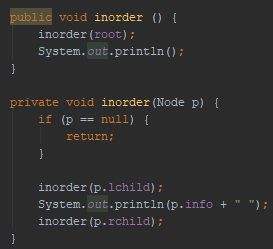 public void inorder () {
    inorder(root);
    System.out.println();
}
private void inorder(Node p) {
    if (p == null) {
        return;
    }
    inorder(p.lchild);
    System.out.println(p.info + " ");
    inorder(p.rchild);
}